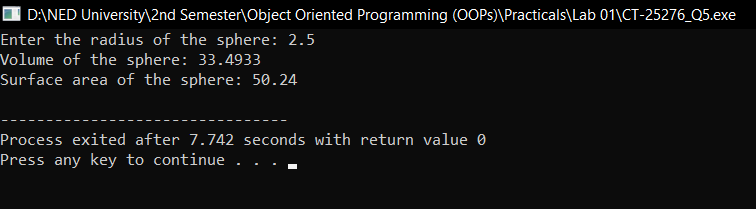 D:\NED University\2nd Semester\Object Oriented Programming (OOPs)\Practicals\Lab 01\CT-25276_Q5.exe
Enter the radius of the sphere: 2.5
Volume of the sphere: 33.4933
Surface area of the sphere: 50.24
--------------------------------
Process exited after 7.742 seconds with return value 0
Press any key to continue . . .